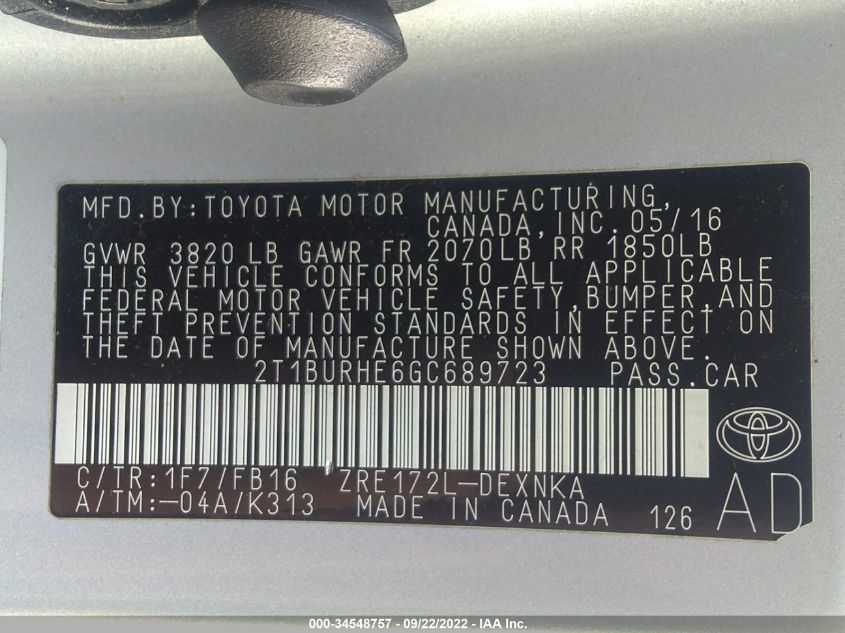 MFD.BY:TOYOTA MOTOR MANUFACTURING,
CANADA,INC. 05/16
GVWR 3820 LB GAWR FR 2070LB RR 1850LB
THIS VEHICLE CONFORMS TO ALL APPLICABLE
FEDERAL MOTOR VEHICLE SAFETY,BUMPER,AND
THEFT PREVENTION STANDARDS IN EFFECT ON
THE DATE OF MANUFACTURE SHOWN ABOVE.
2T1BURHE6GC689723 PASS.CAR
C/TR:1F7/FB16 ZRE172L-DEXNKA
A/TM:-04A/K313 MADE IN CANADA 126
AD
000-34548757 - 09/22/2022 - IAA Inc.